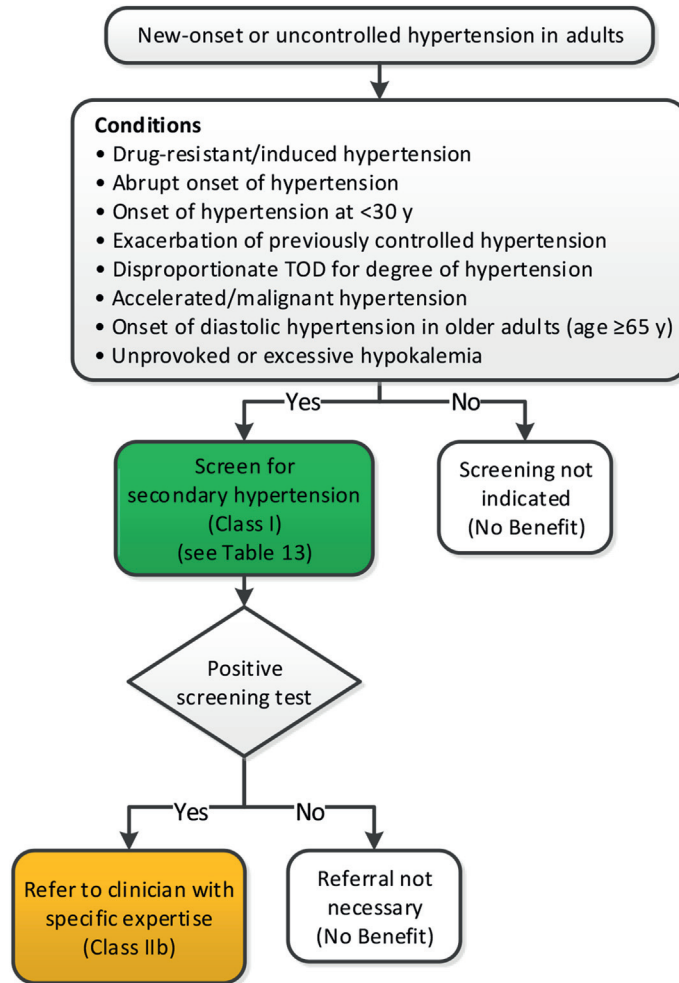 New-onset or uncontrolled hypertension in adults
Conditions
• Drug-resistant/induced hypertension
• Abrupt onset of hypertension
• Onset of hypertension at <30 y
• Exacerbation of previously controlled hypertension
• Disproportionate TOD for degree of hypertension
• Accelerated/malignant hypertension
• Onset of diastolic hypertension in older adults (age ≥65 y)
• Unprovoked or excessive hypokalemia
Yes
No
Screen for
secondary hypertension
(Class I)
(see Table 13)
Screening not
indicated
(No Benefit)
Positive
screening test
Yes
No
Refer to clinician with
specific expertise
(Class IIb)
Referral not
necessary
(No Benefit)